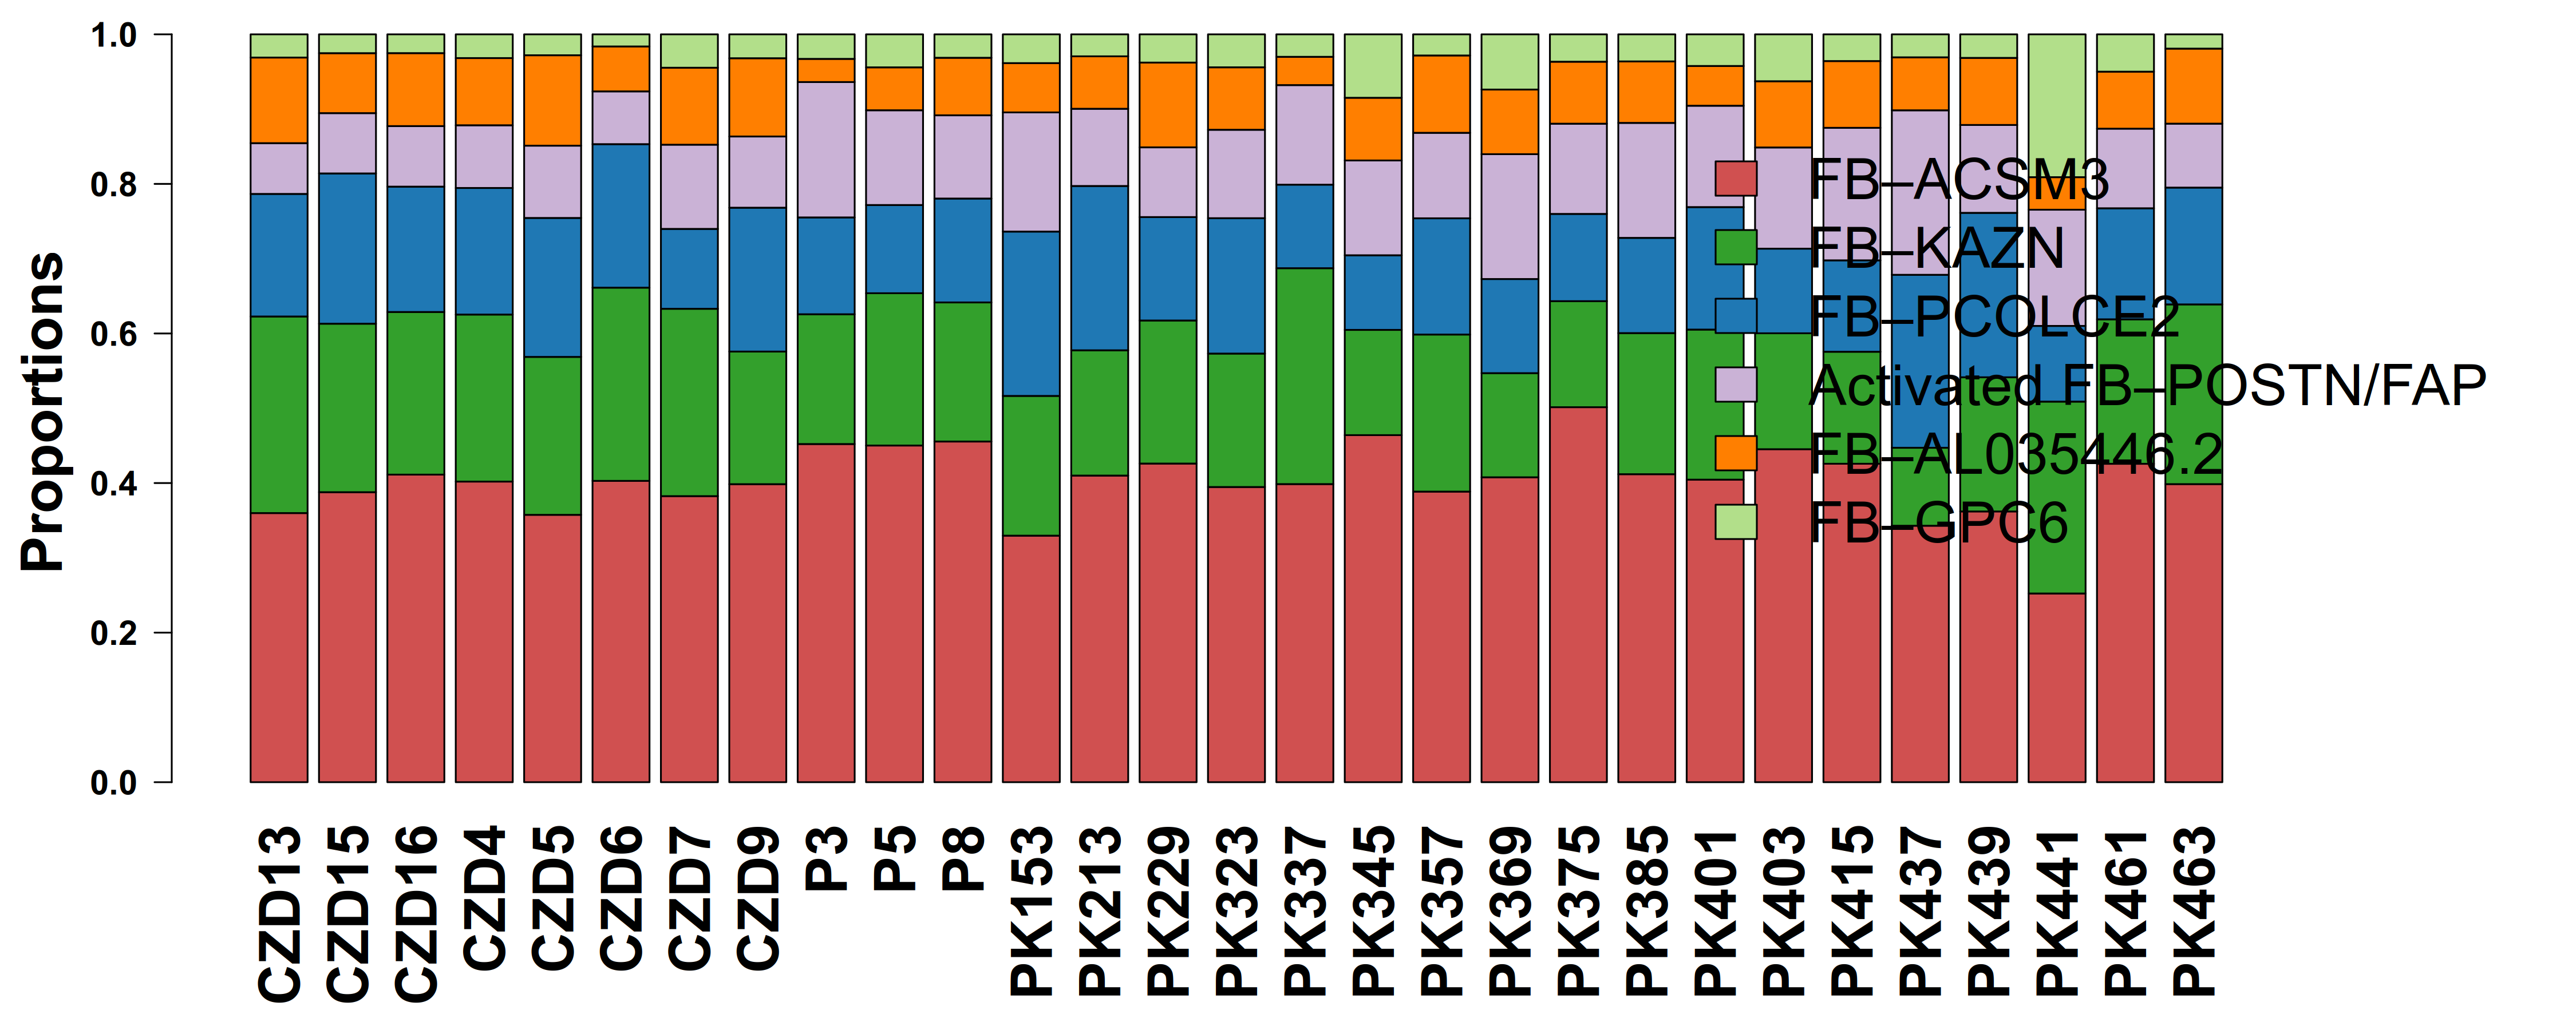 Proportions
1.0
0.8
0.6
0.4
0.2
0.0
FB–ACSM3
FB–KAZN
FB–PCOLCE2
Activated FB–POSTN/FAP
FB–AL035446.2
FB–GPC6
CZD13
CZD15
CZD16
CZD4
CZD5
CZD6
CZD7
CZD9
P3
P5
P8
PK153
PK213
PK229
PK323
PK337
PK345
PK357
PK369
PK375
PK385
PK401
PK403
PK415
PK437
PK439
PK441
PK461
PK463